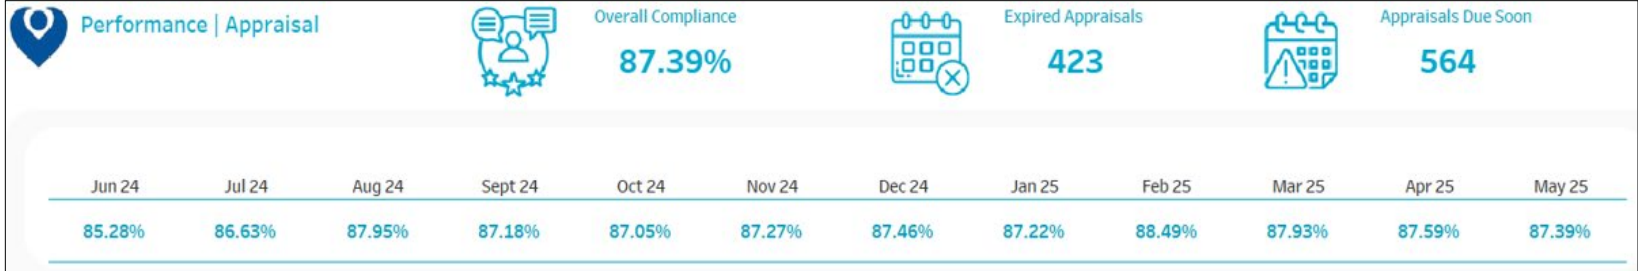 Performance | Appraisal
Overall Compliance
87.39%
Expired Appraisals
423
Appraisals Due Soon
564
Jun 24 Jul 24 Aug 24 Sept 24 Oct 24 Nov 24 Dec 24 Jan 25 Feb 25 Mar 25 Apr 25 May 25
85.28% 86.63% 87.95% 87.18% 87.05% 87.27% 87.46% 87.22% 88.49% 87.93% 87.59% 87.39%